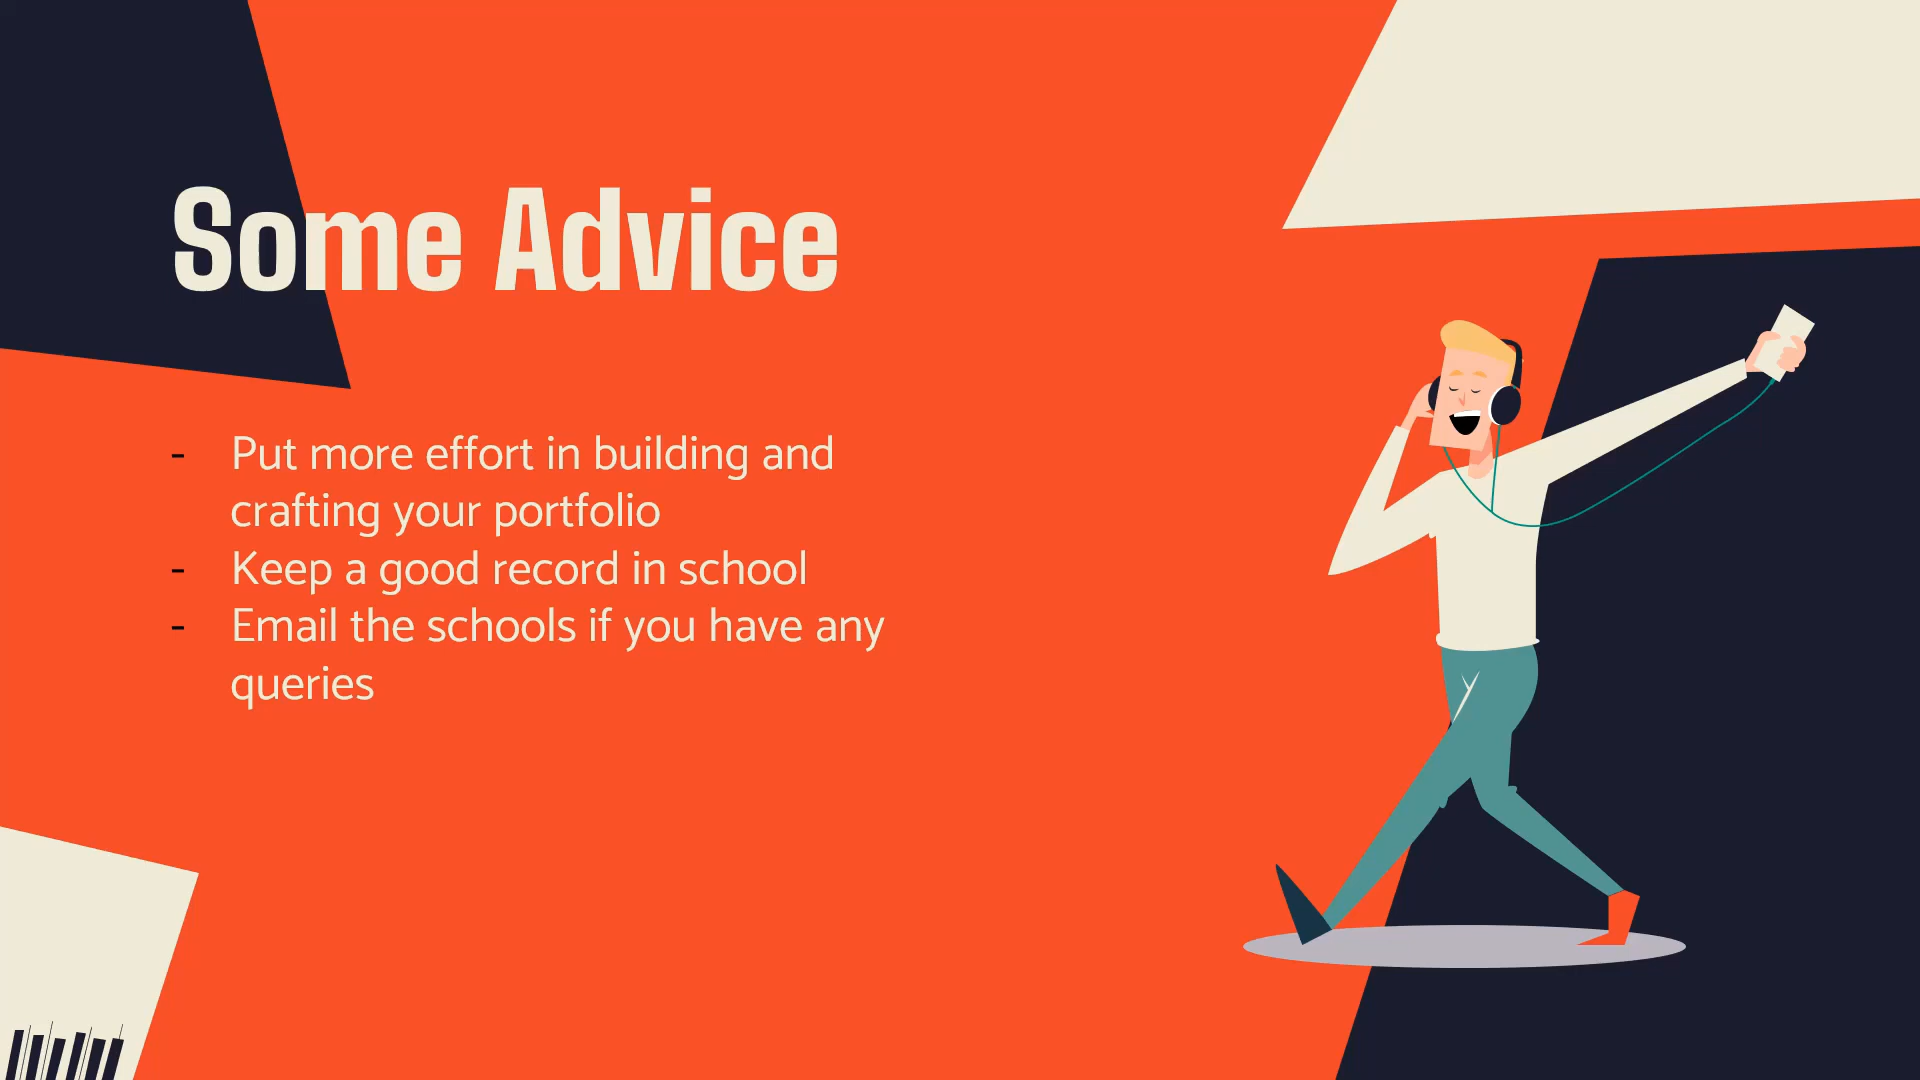 Some Advice
- Put more effort in building and
crafting your portfolio
- Keep a good record in school
- Email the schools if you have any
queries